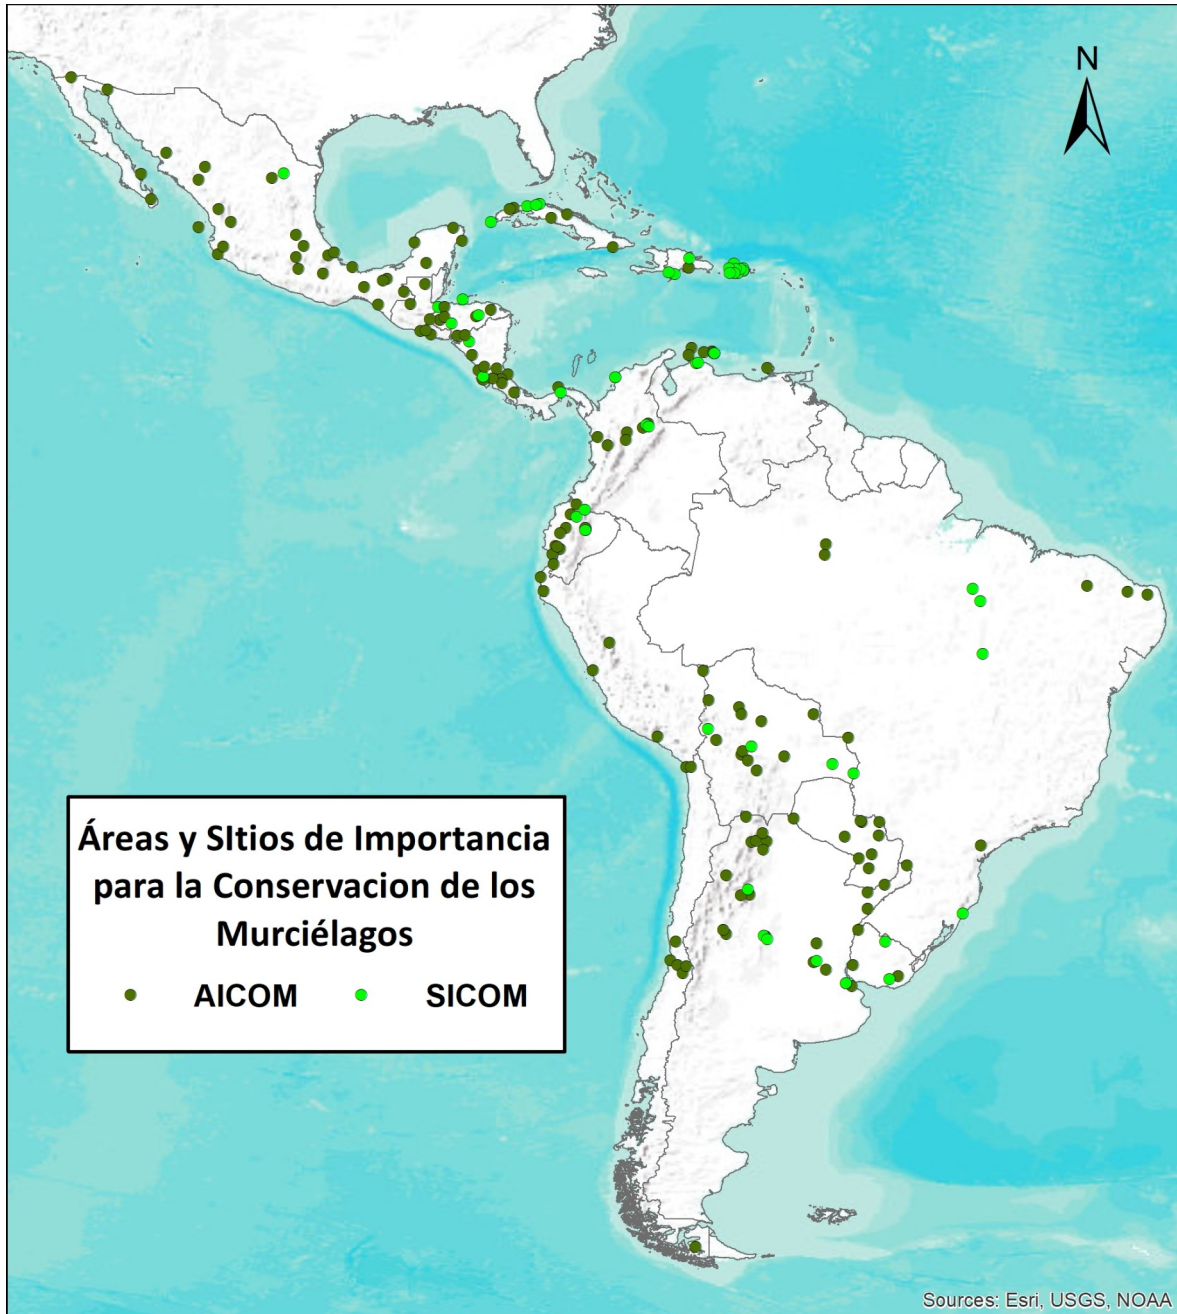 N
Áreas y SItios de Importancia
para la Conservacion de los
Murciélagos
AICOM SICOM
Sources: Esri, USGS, NOAA